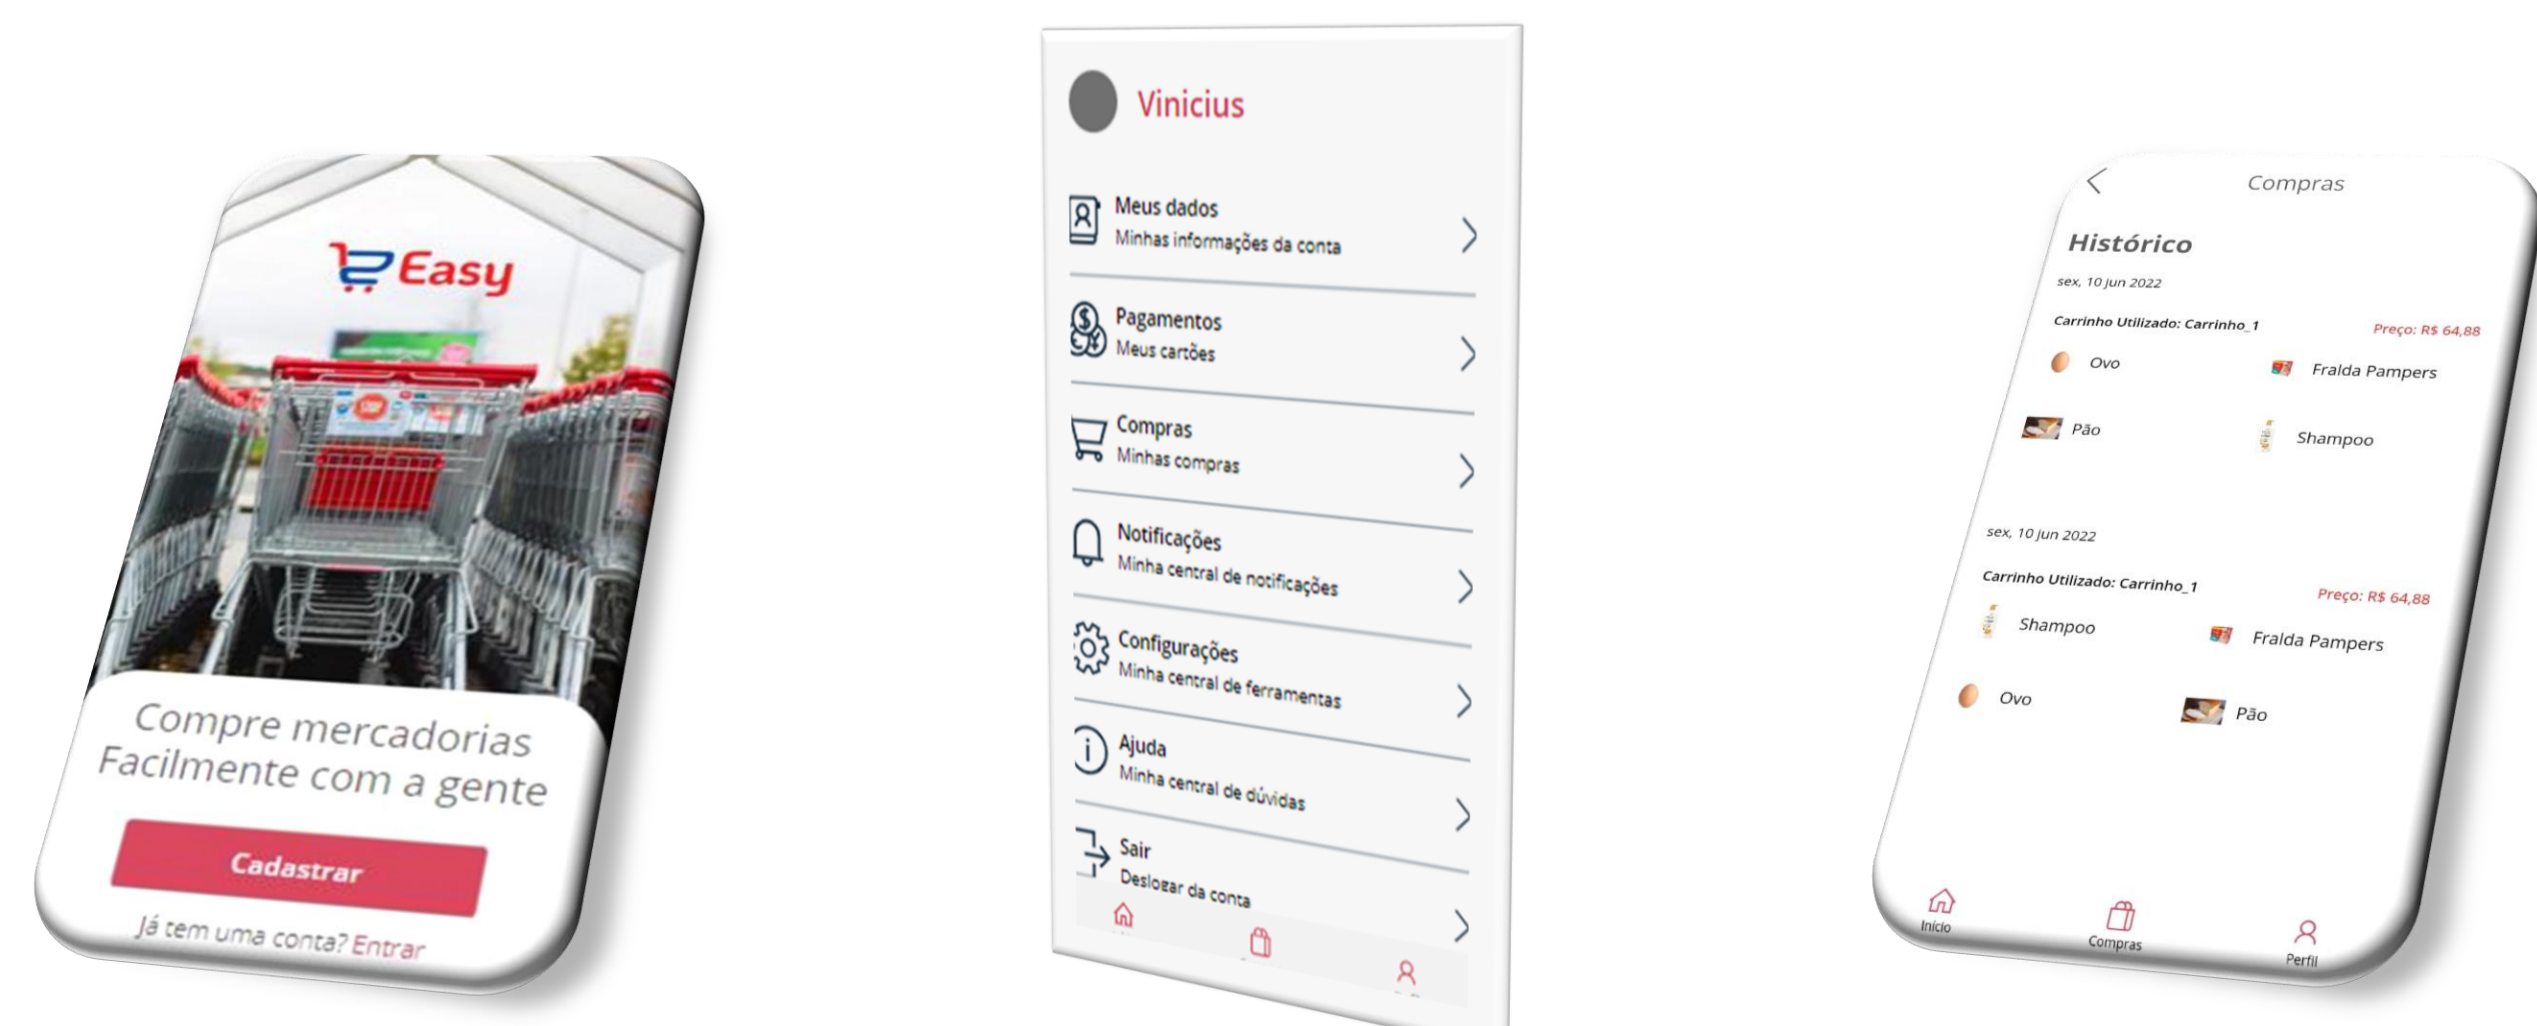 Easy
Compre mercadorias
Facilmente com a gente
Cadastrar
Já tem uma conta? Entrar
Vinicius
Meus dados
Minhas informações da conta
Pagamentos
Meus cartões
Compras
Minhas compras
Notificações
Minha central de notificações
Configurações
Minha central de ferramentas
Ajuda
Minha central de dúvidas
Sair
Deslogar da conta
Compras
Histórico
sex, 10 jun 2022
Carrinho Utilizado: Carrinho_1 Preço: R$ 64,88
Ovo Fralda Pampers
Pão Shampoo
sex, 10 jun 2022
Carrinho Utilizado: Carrinho_1 Preço: R$ 64,88
Shampoo Fralda Pampers
Ovo Pão
Início Compras Perfil